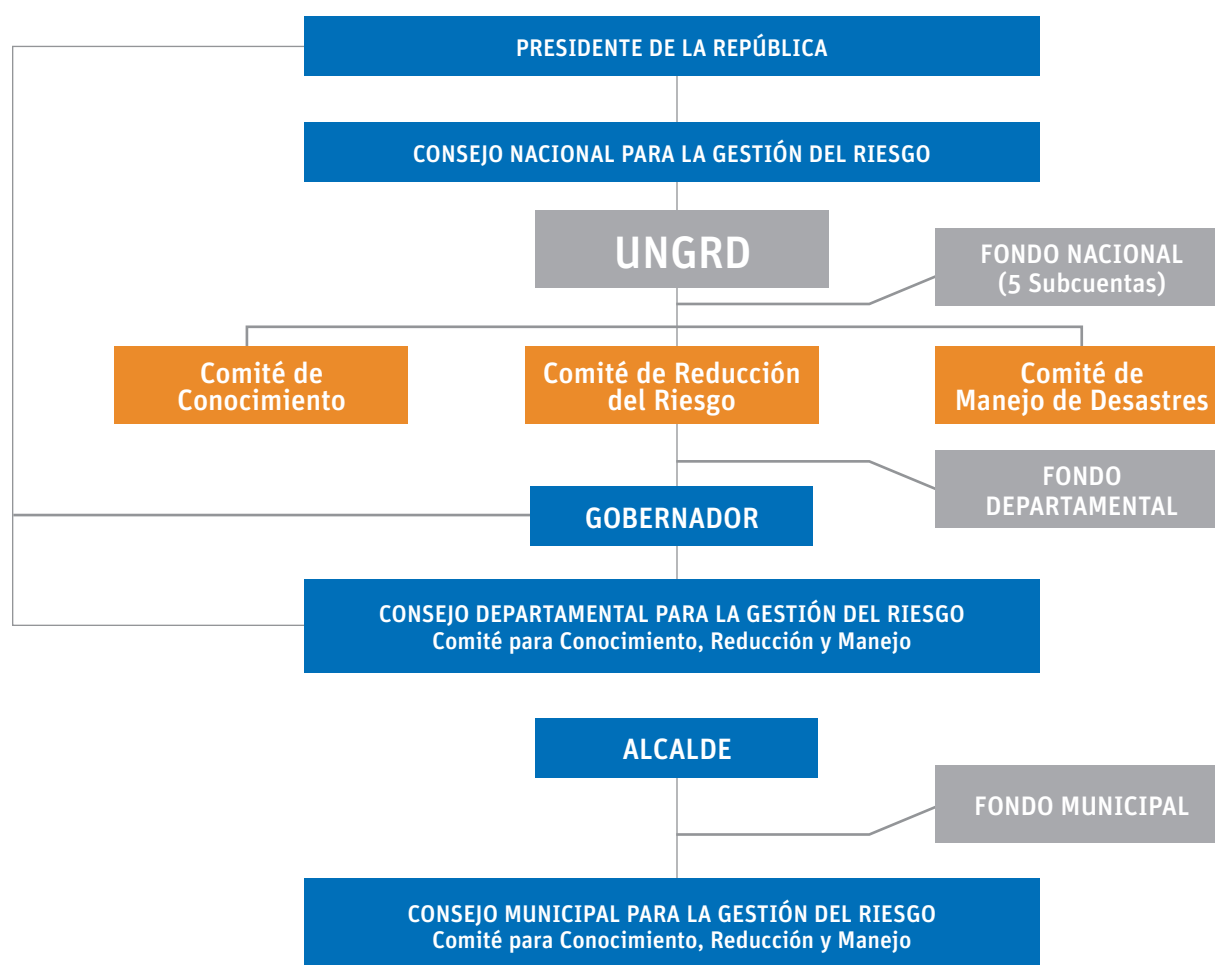 PRESIDENTE DE LA REPÚBLICA
CONSEJO NACIONAL PARA LA GESTIÓN DEL RIESGO
UNGRD
FONDO NACIONAL
(5 Subcuentas)
Comité de
Conocimiento
Comité de Reducción
del Riesgo
Comité de
Manejo de Desastres
FONDO
DEPARTAMENTAL
GOBERNADOR
CONSEJO DEPARTAMENTAL PARA LA GESTIÓN DEL RIESGO
Comité para Conocimiento, Reducción y Manejo
ALCALDE
FONDO MUNICIPAL
CONSEJO MUNICIPAL PARA LA GESTIÓN DEL RIESGO
Comité para Conocimiento, Reducción y Manejo